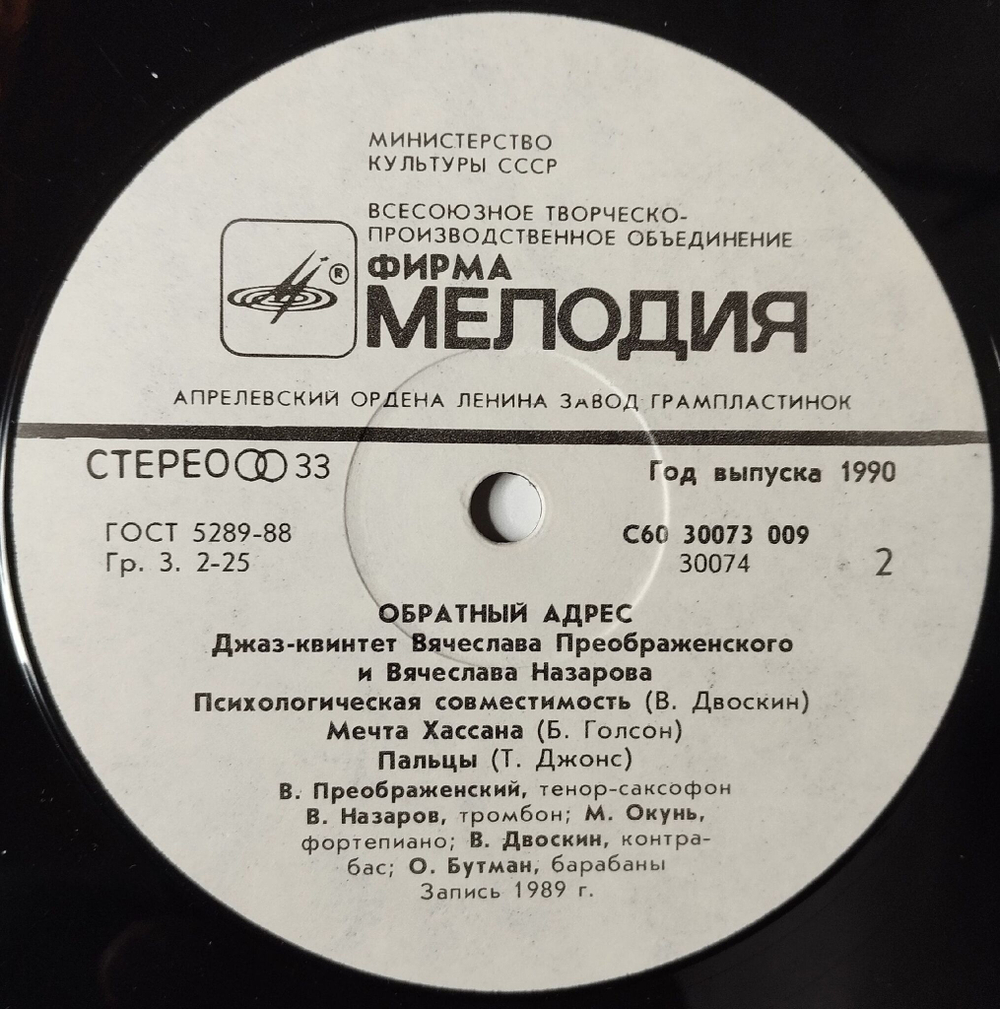 МИНИСТЕРСТВО
КУЛЬТУРЫ СССР
ВСЕСОЮЗНОЕ ТВОРЧЕСКО-
ПРОИЗВОДСТВЕННОЕ ОБЪЕДИНЕНИЕ
®
ФИРМА
МЕЛОДИЯ
АПРЕЛЕВСКИЙ ОРДЕНА ЛЕНИНА ЗАВОД ГРАМПЛАСТИНОК
СТЕРЕО 33
Год выпуска 1990
ГОСТ 5289-88
Гр. 3. 2-25
С60 30073 009
30074
2
ОБРАТНЫЙ АДРЕС
Джаз-квинтет Вячеслава Преображенского
и Вячеслава Назарова
Психологическая совместимость (В. Двоскин)
Мечта Хассана (Б. Голсон)
Пальцы (Т. Джонс)
В. Преображенский, тенор-саксофон
В. Назаров, тромбон; М. Окунь,
фортепиано; В. Двоскин, контра-
бас; О. Бутман, барабаны
Запись 1989 г.